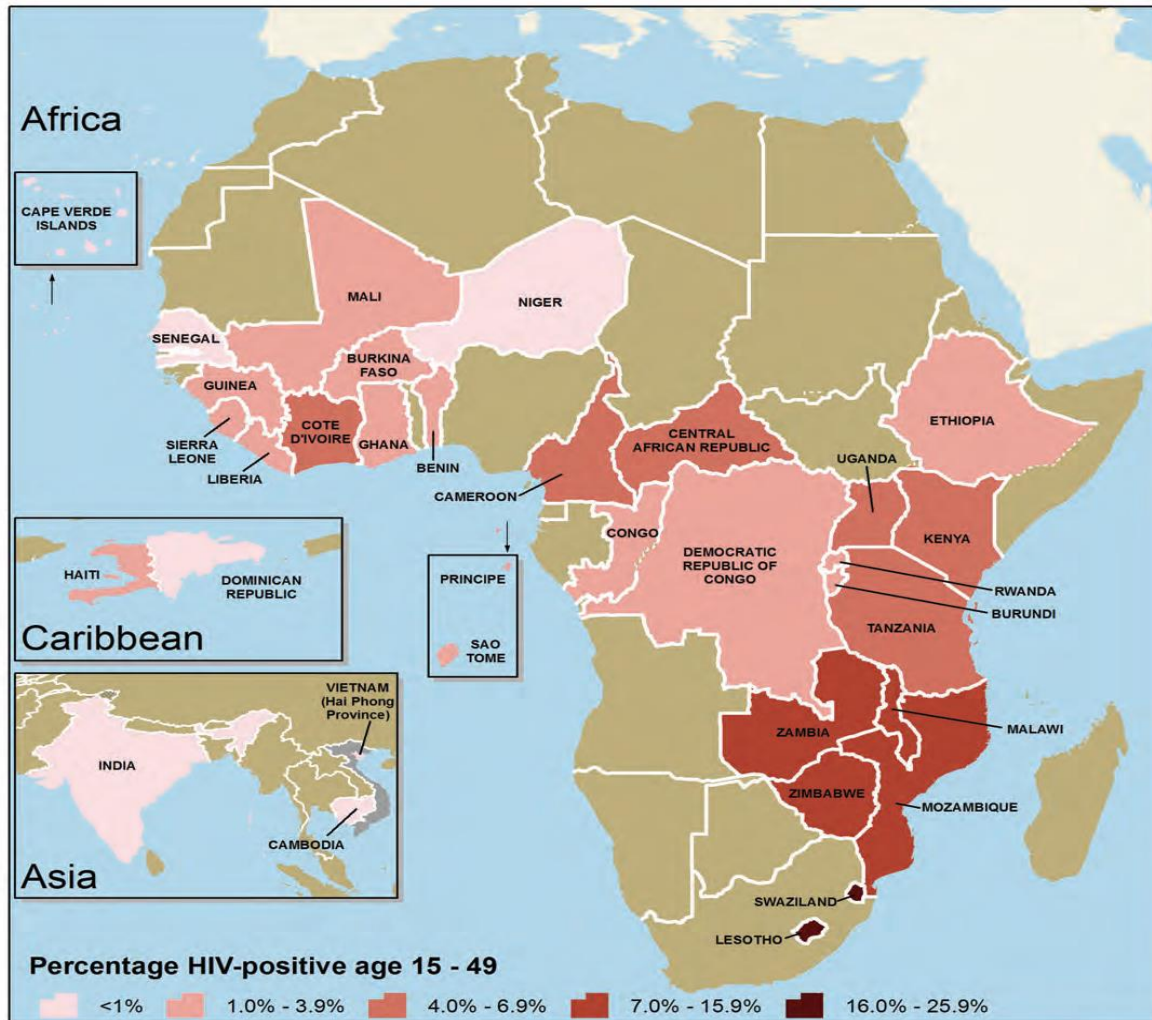 Africa
CAPE VERDE
ISLANDS
MALI
NIGER
SENEGAL
BURKINA
FASO
GUINEA
SIERRA
LEONE
LIBERIA
COTE
D'IVOIRE
GHANA
BENIN
CAMEROON
CENTRAL
AFRICAN REPUBLIC
ETHIOPIA
UGANDA
KENYA
CONGO
DEMOCRATIC
REPUBLIC OF
CONGO
RWANDA
BURUNDI
TANZANIA
PRINCIPE
SAO
TOME
HAITI
DOMINICAN
REPUBLIC
Caribbean
VIETNAM
(Hai Phong
Province)
INDIA
CAMBODIA
Asia
ZAMBIA
MALAWI
ZIMBABWE
MOZAMBIQUE
SWAZILAND
LESOTHO
Percentage HIV-positive age 15 - 49
<1% 1.0% - 3.9% 4.0% - 6.9% 7.0% - 15.9% 16.0% - 25.9%